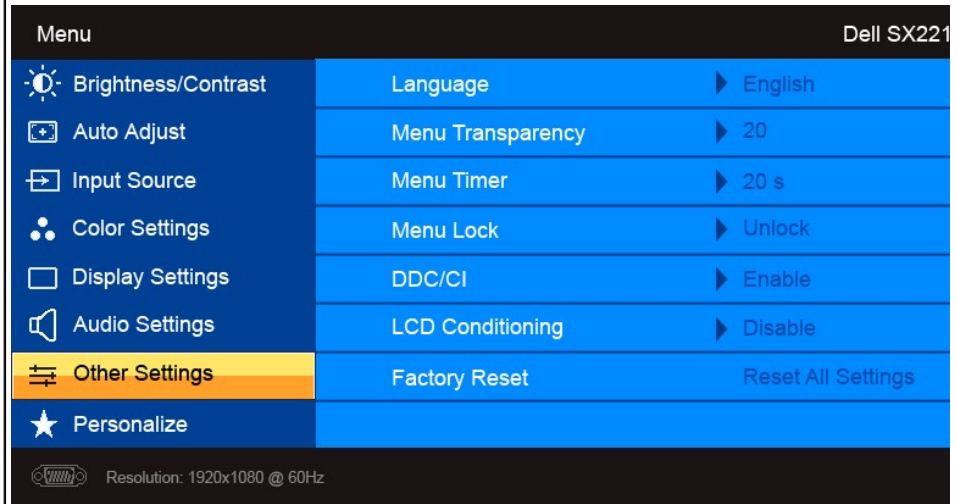 Menu Dell SX221
Brightness/Contrast Language English
Auto Adjust Menu Transparency 20
Input Source Menu Timer 20 s
Color Settings Menu Lock Unlock
Display Settings DDC/CI Enable
Audio Settings LCD Conditioning Disable
Other Settings Factory Reset Reset All Settings
Personalize
Resolution: 1920x1080 @ 60Hz